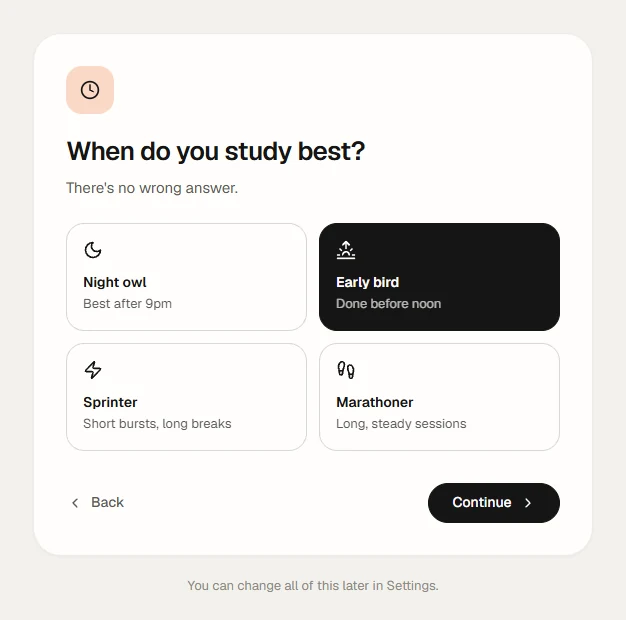 When do you study best?
There's no wrong answer.
Night owl
Best after 9pm
Early bird
Done before noon
Sprinter
Short bursts, long breaks
Marathoner
Long, steady sessions
Back
Continue
You can change all of this later in Settings.